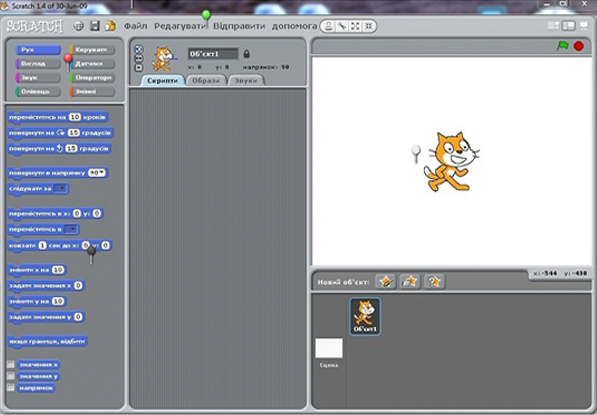 Scratch 1.4 of 30-Jun-09
SCRATCH Файл Редагувати Відправити допомога
Рух Керувати
Вигляд Датчики
Звук Оператори
Олівець Змінні
Об'єкт1
x: 0 y: 0 напрямок: 90
Скрипти Образи Звуки
переміститись на 10 кроків
повернути на 15 градусів
повернути на 15 градусів
повернути в напрямку 90
слідувати за
переміститись в x: 0 y: 0
переміститись в
ковзати 1 сек до x: 0 y: 0
змінити x на 10
задати значення x 0
змінити y на 10
задати значення y 0
якщо границя, відбити
значення x
значення y
напрямок
x: -544 y: -438
Новий об'єкт:
Об'єкт1
Сцена